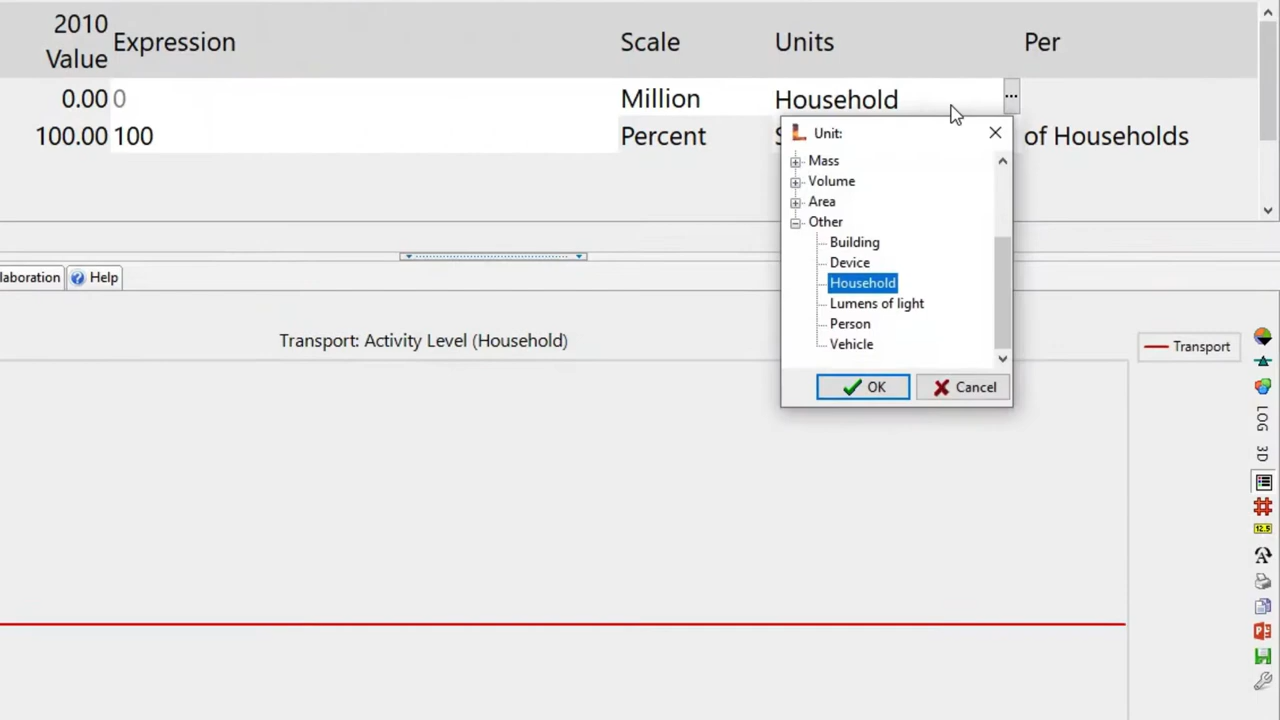 2010
Value
Expression
Scale
Units
Per
0.00
0
Million
Household
...
100.00
100
Percent
of Households
Unit:
Mass
Volume
Area
Other
Building
Device
Household
Lumens of light
Person
Vehicle
OK
Cancel
laboration
Help
Transport: Activity Level (Household)
Transport
LOG
3D
12.5